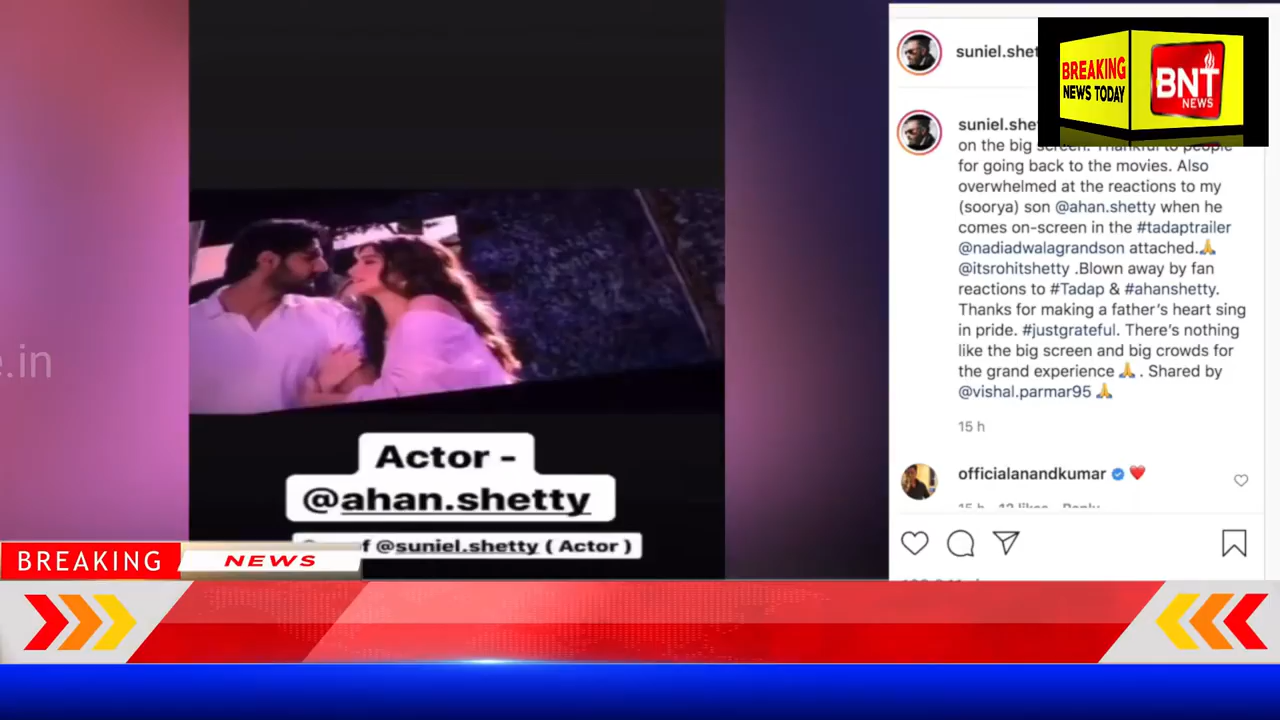 suniel.shet
BREAKING
NEWS TODAY
BNT
NEWS
suniel.she
on the big screen. Thankful to people
for going back to the movies. Also
overwhelmed at the reactions to my
(soorya) son @ahan.shetty when he
comes on-screen in the #tadaptrailer
@nadiadwalagrandson attached.🙏
@itsrohitshetty .Blown away by fan
reactions to #Tadap & #ahanshetty.
Thanks for making a father's heart sing
in pride. #justgrateful. There's nothing
like the big screen and big crowds for
the grand experience 🙏 . Shared by
@vishal.parmar95 🙏
15 h
officialanandkumar ❤️
15 h 12 likes Reply
e.in
Actor -
@ahan.shetty
@suniel.shetty ( Actor )
BREAKING
NEWS